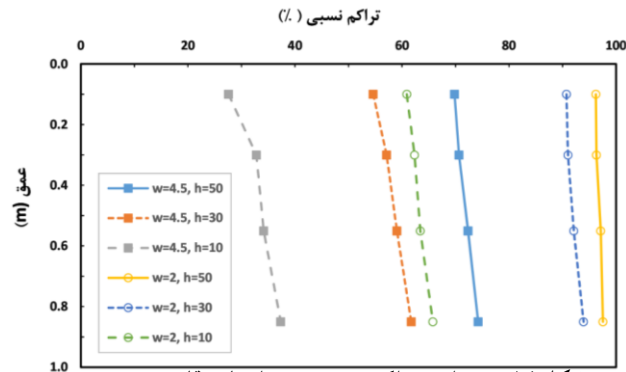 تراکم نسبی ( ٪)
0 20 40 60 80 100
0.0
0.2
0.4
0.6
0.8
1.0
عمق (m)
w=4.5, h=50
w=4.5, h=30
w=4.5, h=10
w=2, h=50
w=2, h=30
w=2, h=10